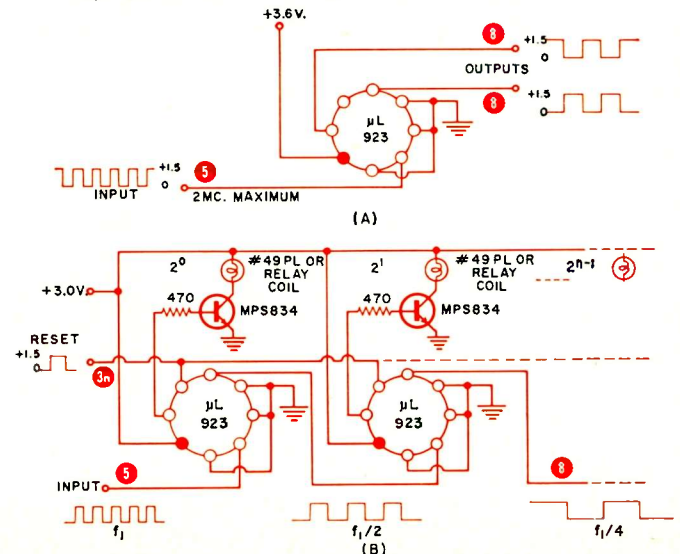 +3.6V.
8
+1.5
0
OUTPUTS
8
+1.5
0
µL
923
+1.5
0
INPUT
5
2MC. MAXIMUM
(A)
2⁰
#49 PL OR
RELAY
COIL
2¹
#49 PL OR
RELAY
COIL
2ⁿ⁻¹
+3.0V.
470
MPS834
470
MPS834
RESET
+1.5
0
3n
µL
923
µL
923
5
INPUT
8
f₁
f₁/2
f₁/4
(B)